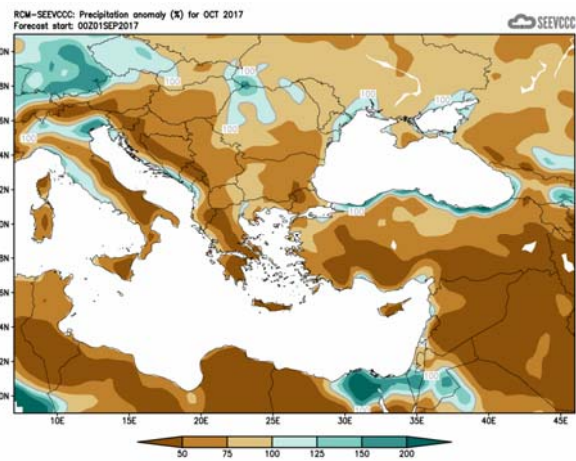 RCM-SEEVCCC: Precipitation anomaly (%) for OCT 2017
Forecast start: 00Z01SEP2017
SEEVCCC
100
100
100
100
100
100
100
100
10E
15E
20E
25E
30E
35E
40E
45E
50
75
100
125
150
200